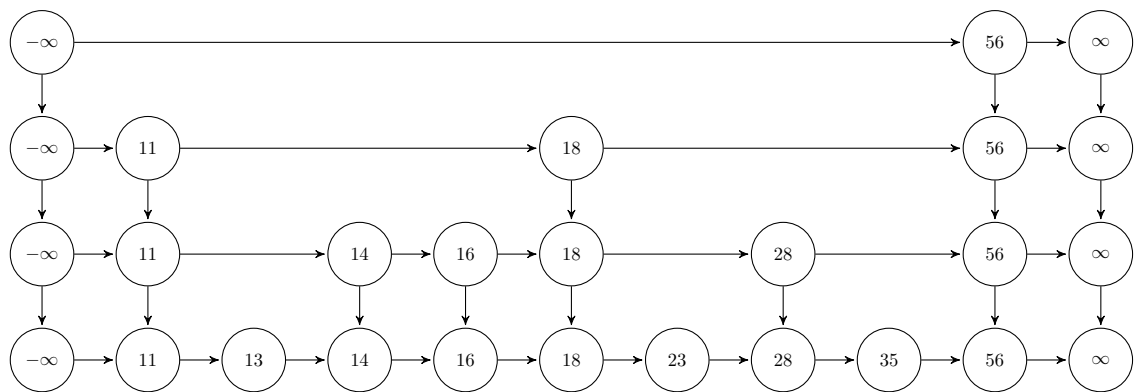 −∞ 56 ∞
−∞ 11 18 56 ∞
−∞ 11 14 16 18 28 56 ∞
−∞ 11 13 14 16 18 23 28 35 56 ∞